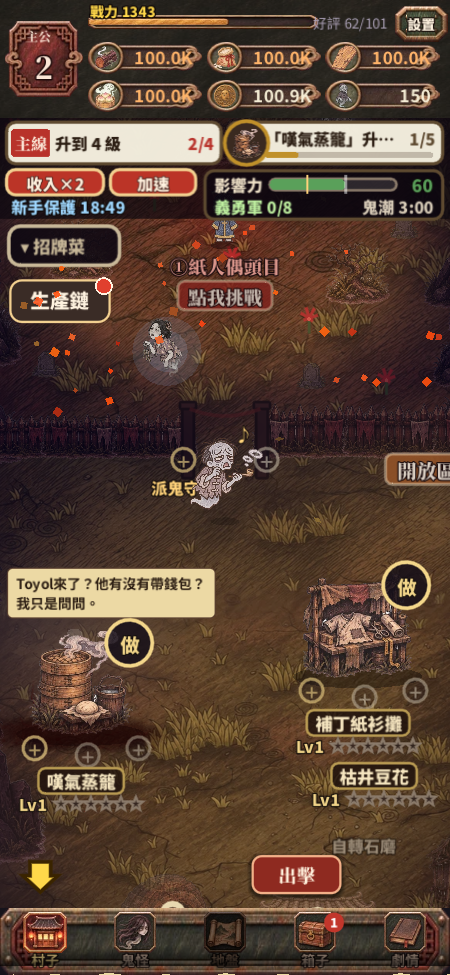 戰力 1343
好評 62/101
設置
主公
2
100.0K
100.0K
100.0K
100.0K
100.9K
150
主線 升到 4 級 2/4
「嘆氣蒸籠」升… 1/5
收入×2
加速
影響力 60
新手保護 18:49
義勇軍 0/8
鬼潮 3:00
▾招牌菜
①紙人偶頭目
點我挑戰
生產鏈
派鬼守
開放區
Toyol來了？他有沒有帶錢包？
我只是問問。
做
做
補丁紙衫攤
Lv1
枯井豆花
Lv1
嘆氣蒸籠
Lv1
自轉石磨
出擊
村子
鬼怪
地盤
箱子
1
劇情